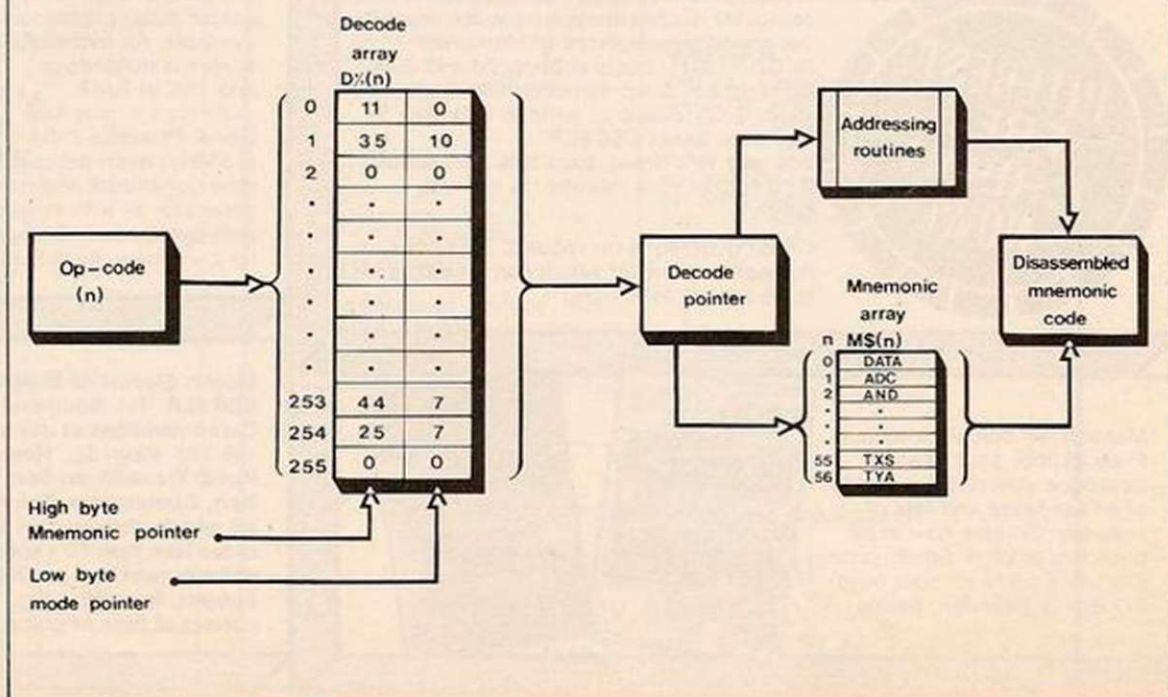 Decode
array
D%(n)
0 11 0
1 35 10
2 0 0
253 44 7
254 25 7
255 0 0
Op-code
(n)
High byte
Mnemonic pointer
Low byte
mode pointer
Decode
pointer
Addressing
routines
Mnemonic
array
n M$(n)
0 DATA
1 ADC
2 AND
55 TXS
56 TYA
Disassembled
mnemonic
code